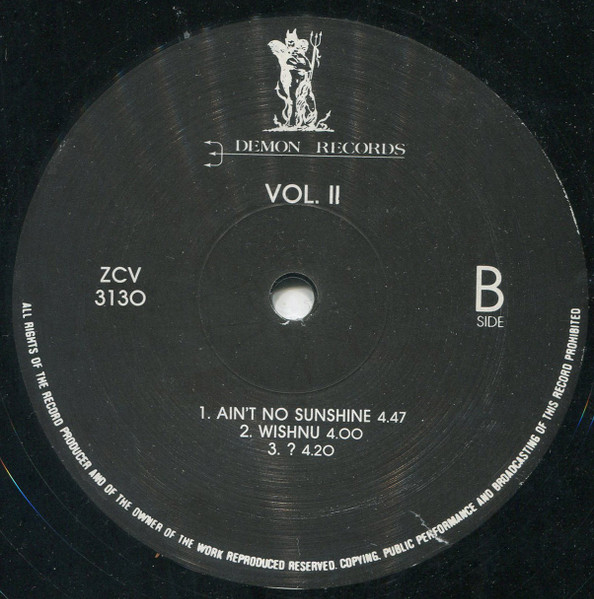 DEMON RECORDS
VOL. II
ZCV
3130
B
SIDE
1. AIN'T NO SUNSHINE 4.47
2. WISHNU 4.00
3. ? 4.20
ALL RIGHTS OF THE RECORD PRODUCER AND OF THE OWNER OF THE WORK REPRODUCED RESERVED. COPYING. PUBLIC PERFORMANCE AND BROADCASTING OF THIS RECORD PROHIBITED